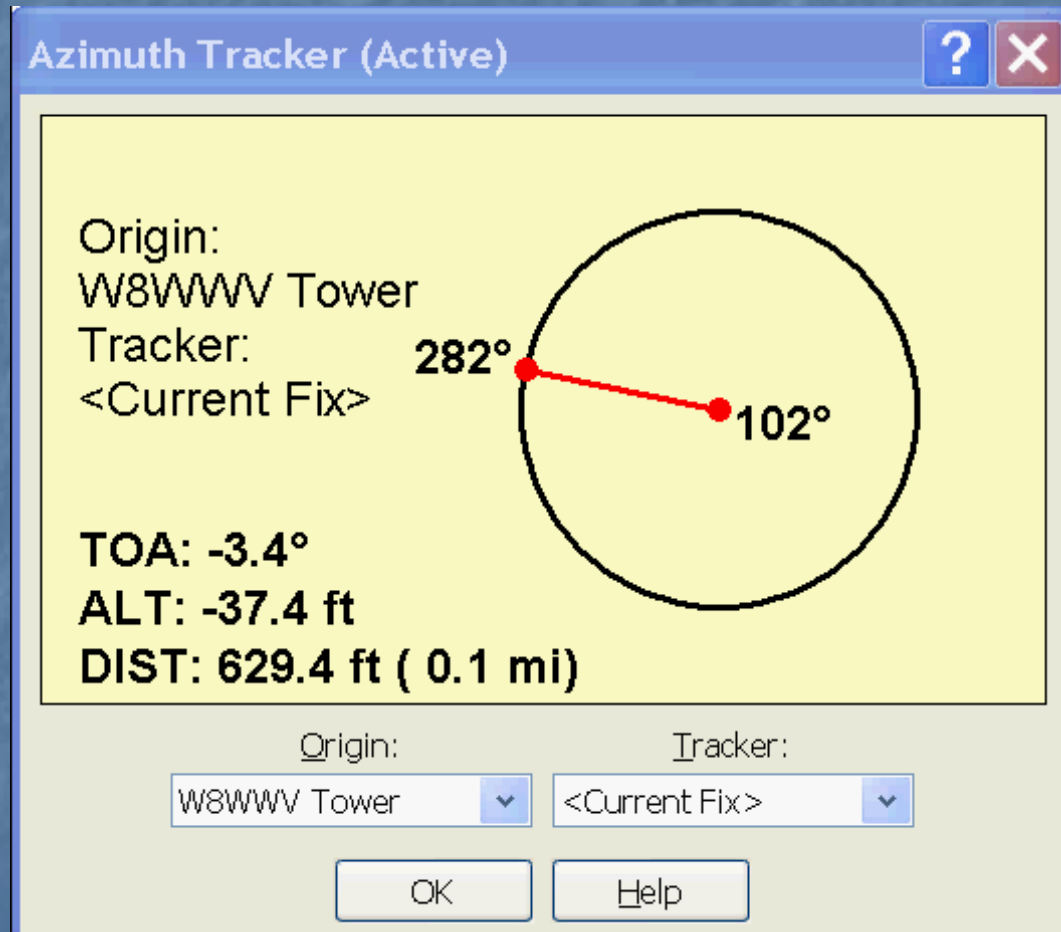 Azimuth Tracker (Active)
Origin:
W8WWV Tower
Tracker:
<Current Fix>
282°
102°
TOA: -3.4°
ALT: -37.4 ft
DIST: 629.4 ft ( 0.1 mi)
Origin: Tracker:
W8WWV Tower <Current Fix>
OK Help